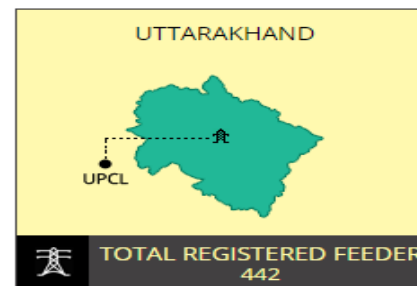 UTTARAKHAND
UPCL
TOTAL REGISTERED FEEDER
442